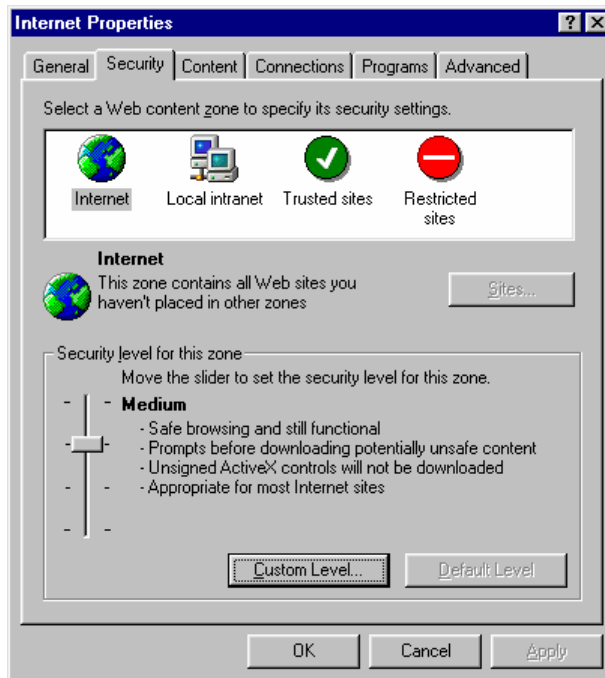 Internet Properties
General Security Content Connections Programs Advanced
Select a Web content zone to specify its security settings.
Internet Local intranet Trusted sites Restricted
sites
Internet
This zone contains all Web sites you
haven't placed in other zones
Sites...
Security level for this zone
Move the slider to set the security level for this zone.
Medium
- Safe browsing and still functional
- Prompts before downloading potentially unsafe content
- Unsigned ActiveX controls will not be downloaded
- Appropriate for most Internet sites
Custom Level... Default Level
OK Cancel Apply